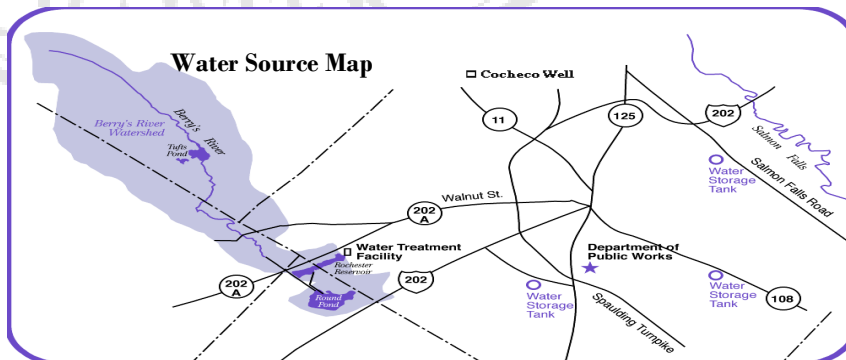 Water Source Map
Cocheco Well
11
125
202
Berry's River
Watershed
Berry's River
Tufts
Pond
Salmon Falls
Water
Storage
Tank
Salmon Falls Road
Walnut St.
202
A
Water Treatment
Facility
Rochester
Reservoir
Department of
Public Works
202
A
202
Round
Pond
Water
Storage
Tank
Spaulding Turnpike
Water
Storage
Tank
108